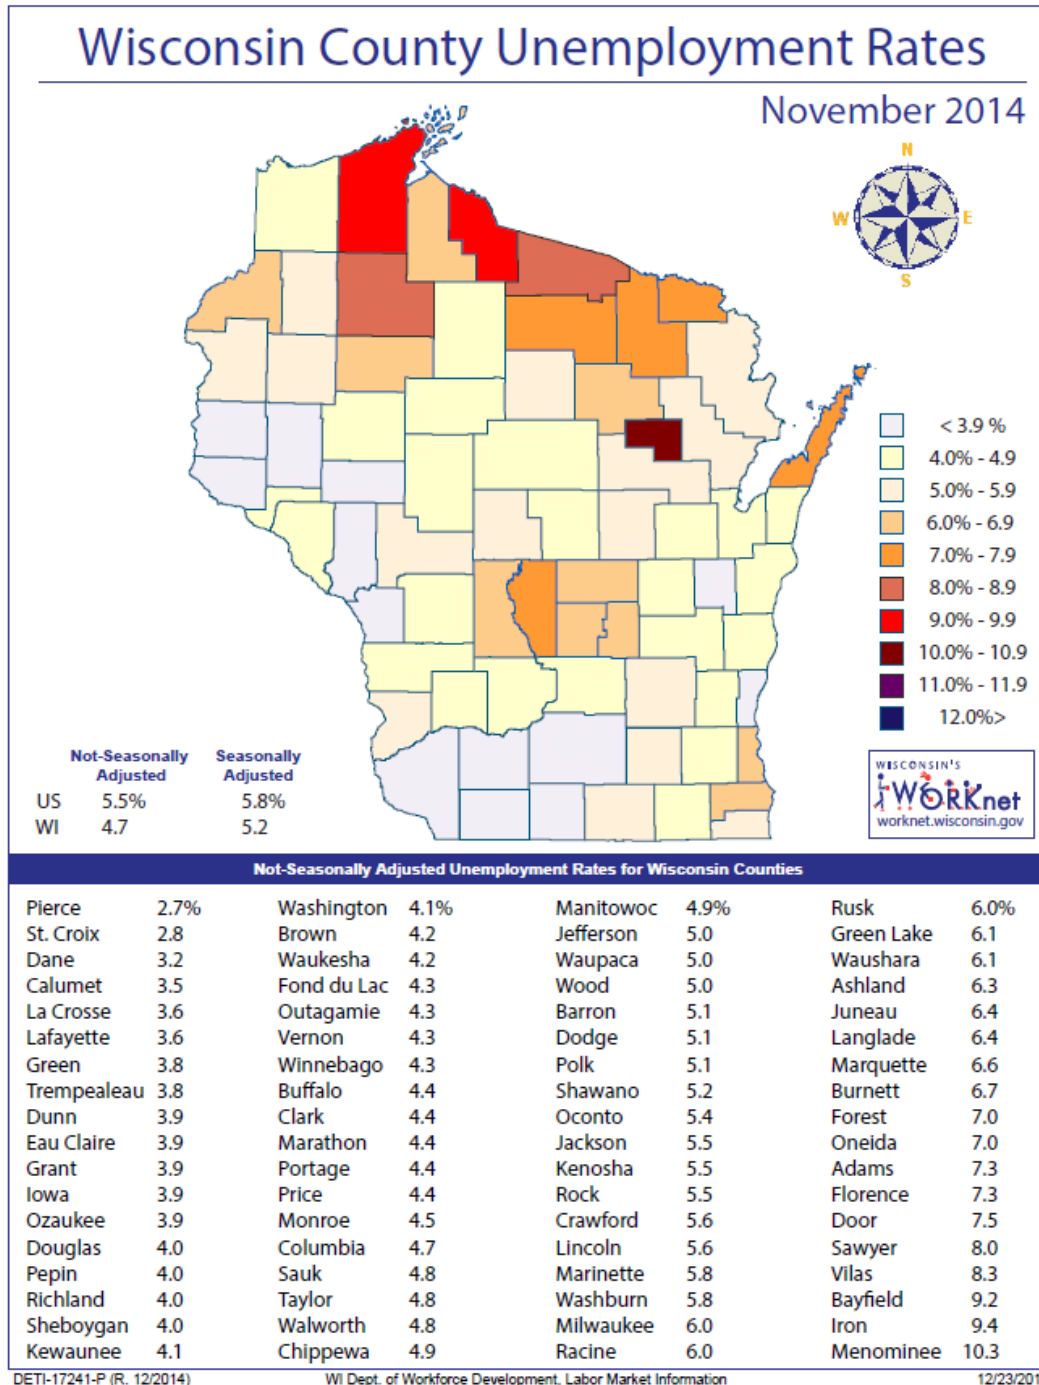 Wisconsin County Unemployment Rates
November 2014
N
W E
S
< 3.9 %
4.0% - 4.9
5.0% - 5.9
6.0% - 6.9
7.0% - 7.9
8.0% - 8.9
9.0% - 9.9
10.0% - 10.9
11.0% - 11.9
12.0%>
Not-Seasonally Seasonally
Adjusted Adjusted
US 5.5% 5.8%
WI 4.7 5.2
WISCONSIN'S
WORKnet
worknet.wisconsin.gov
Not-Seasonally Adjusted Unemployment Rates for Wisconsin Counties
Pierce 2.7% Washington 4.1% Manitowoc 4.9% Rusk 6.0%
St. Croix 2.8 Brown 4.2 Jefferson 5.0 Green Lake 6.1
Dane 3.2 Waukesha 4.2 Waupaca 5.0 Waushara 6.1
Calumet 3.5 Fond du Lac 4.3 Wood 5.0 Ashland 6.3
La Crosse 3.6 Outagamie 4.3 Barron 5.1 Juneau 6.4
Lafayette 3.6 Vernon 4.3 Dodge 5.1 Langlade 6.4
Green 3.8 Winnebago 4.3 Polk 5.1 Marquette 6.6
Trempealeau 3.8 Buffalo 4.4 Shawano 5.2 Burnett 6.7
Dunn 3.9 Clark 4.4 Oconto 5.4 Forest 7.0
Eau Claire 3.9 Marathon 4.4 Jackson 5.5 Oneida 7.0
Grant 3.9 Portage 4.4 Kenosha 5.5 Adams 7.3
Iowa 3.9 Price 4.4 Rock 5.5 Florence 7.3
Ozaukee 3.9 Monroe 4.5 Crawford 5.6 Door 7.5
Douglas 4.0 Columbia 4.7 Lincoln 5.6 Sawyer 8.0
Pepin 4.0 Sauk 4.8 Marinette 5.8 Vilas 8.3
Richland 4.0 Taylor 4.8 Washburn 5.8 Bayfield 9.2
Sheboygan 4.0 Walworth 4.8 Milwaukee 6.0 Iron 9.4
Kewaunee 4.1 Chippewa 4.9 Racine 6.0 Menominee 10.3
DETI-17241-P (R. 12/2014) WI Dept. of Workforce Development, Labor Market Information 12/23/201